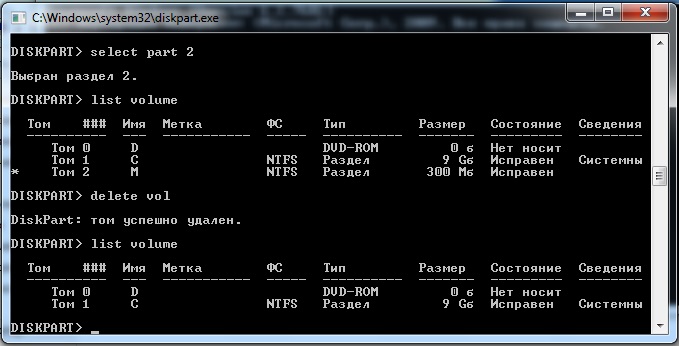 C:\Windows\system32\diskpart.exe
DISKPART> select part 2
Выбран раздел 2.
DISKPART> list volume
Том ### Имя Метка ФС Тип Размер Состояние Сведения
---------- --- ----------- ----- ---------- ------- --------- --------
Том 0 D DVD-ROM 0 б Нет носит
Том 1 C NTFS Раздел 9 Gб Исправен Системны
* Том 2 M NTFS Раздел 300 Mб Исправен
DISKPART> delete vol
DiskPart: том успешно удален.
DISKPART> list volume
Том ### Имя Метка ФС Тип Размер Состояние Сведения
---------- --- ----------- ----- ---------- ------- --------- --------
Том 0 D DVD-ROM 0 б Нет носит
Том 1 C NTFS Раздел 9 Gб Исправен Системны
DISKPART> _